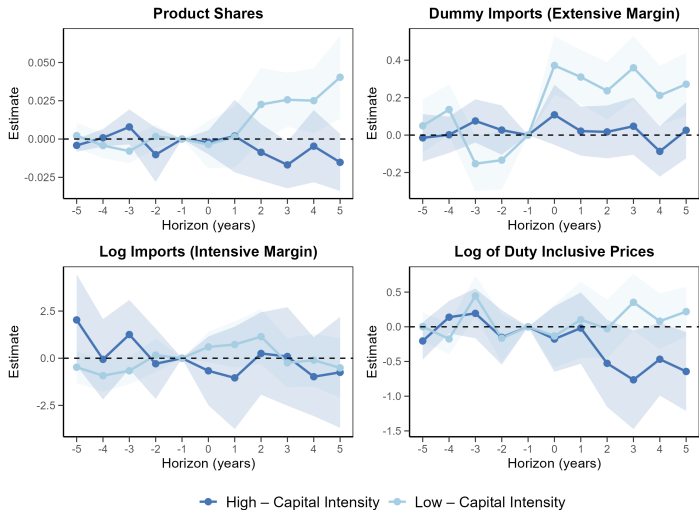 Product Shares
Estimate
0.050
0.025
0.000
-0.025
-5 -4 -3 -2 -1 0 1 2 3 4 5
Horizon (years)
Dummy Imports (Extensive Margin)
Estimate
0.4
0.2
0.0
-0.2
-5 -4 -3 -2 -1 0 1 2 3 4 5
Horizon (years)
Log Imports (Intensive Margin)
Estimate
2.5
0.0
-2.5
-5 -4 -3 -2 -1 0 1 2 3 4 5
Horizon (years)
Log of Duty Inclusive Prices
Estimate
0.5
0.0
-0.5
-1.0
-1.5
-5 -4 -3 -2 -1 0 1 2 3 4 5
Horizon (years)
High – Capital Intensity Low – Capital Intensity